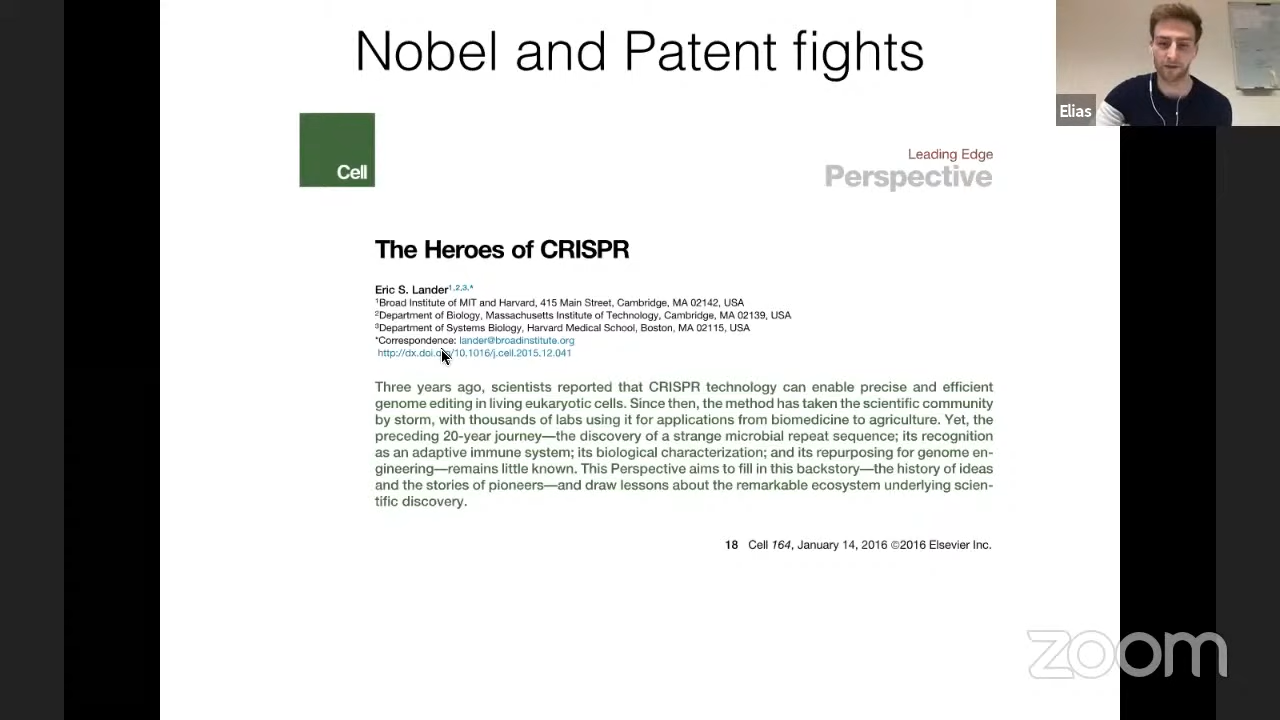 Nobel and Patent fights
Elias
Cell
Leading Edge
Perspective
The Heroes of CRISPR
Eric S. Lander1,2,3,*
1Broad Institute of MIT and Harvard, 415 Main Street, Cambridge, MA 02142, USA
2Department of Biology, Massachusetts Institute of Technology, Cambridge, MA 02139, USA
3Department of Systems Biology, Harvard Medical School, Boston, MA 02115, USA
*Correspondence: lander@broadinstitute.org
http://dx.doi.org/10.1016/j.cell.2015.12.041
Three years ago, scientists reported that CRISPR technology can enable precise and efficient
genome editing in living eukaryotic cells. Since then, the method has taken the scientific community
by storm, with thousands of labs using it for applications from biomedicine to agriculture. Yet, the
preceding 20-year journey—the discovery of a strange microbial repeat sequence; its recognition
as an adaptive immune system; its biological characterization; and its repurposing for genome en-
gineering—remains little known. This Perspective aims to fill in this backstory—the history of ideas
and the stories of pioneers—and draw lessons about the remarkable ecosystem underlying scien-
tific discovery.
18 Cell 164, January 14, 2016 ©2016 Elsevier Inc.
zoom